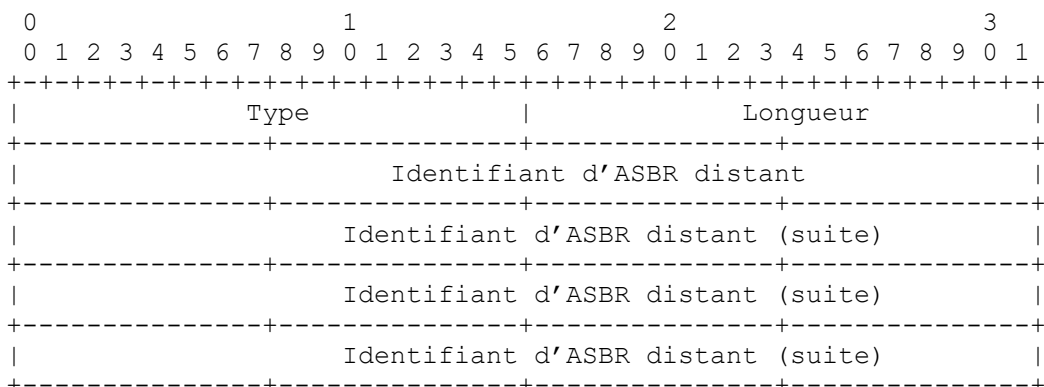 0                   1                   2                   3
 0 1 2 3 4 5 6 7 8 9 0 1 2 3 4 5 6 7 8 9 0 1 2 3 4 5 6 7 8 9 0 1
+-+-+-+-+-+-+-+-+-+-+-+-+-+-+-+-+-+-+-+-+-+-+-+-+-+-+-+-+-+-+-+-+
|              Type             |             Longueur          |
+---------------+---------------+---------------+---------------+
|                       Identifiant d’ASBR distant              |
+---------------+---------------+---------------+---------------+
|                    Identifiant d’ASBR distant (suite)         |
+---------------+---------------+---------------+---------------+
|                    Identifiant d’ASBR distant (suite)         |
+---------------+---------------+---------------+---------------+
|                    Identifiant d’ASBR distant (suite)         |
+---------------+---------------+---------------+---------------+